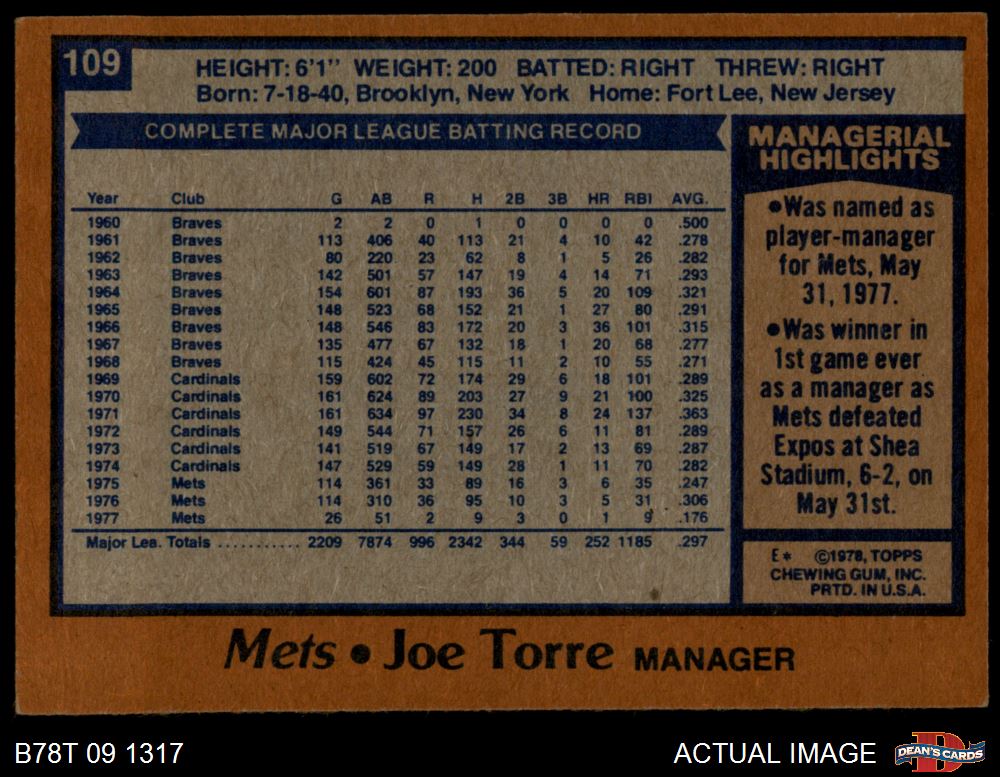 109
HEIGHT: 6'1" WEIGHT: 200 BATTED: RIGHT THREW: RIGHT
Born: 7-18-40, Brooklyn, New York Home: Fort Lee, New Jersey
COMPLETE MAJOR LEAGUE BATTING RECORD
Year Club G AB R H 2B 3B HR RBI AVG.
1960 Braves 2 2 0 1 0 0 0 0 .500
1961 Braves 113 406 40 113 21 4 10 42 .278
1962 Braves 80 220 23 62 8 1 5 26 .282
1963 Braves 142 501 57 147 19 4 14 71 .293
1964 Braves 154 601 87 193 36 5 20 109 .321
1965 Braves 148 523 68 152 21 1 27 80 .291
1966 Braves 148 546 83 172 20 3 36 101 .315
1967 Braves 135 477 67 132 18 1 20 68 .277
1968 Braves 115 424 45 115 11 2 10 55 .271
1969 Cardinals 159 602 72 174 29 6 18 101 .289
1970 Cardinals 161 624 89 203 27 9 21 100 .325
1971 Cardinals 161 634 97 230 34 8 24 137 .363
1972 Cardinals 149 544 71 157 26 6 11 81 .289
1973 Cardinals 141 519 67 149 17 2 13 69 .287
1974 Cardinals 147 529 59 149 28 1 11 70 .282
1975 Mets 114 361 33 89 16 3 6 35 .247
1976 Mets 114 310 36 95 10 3 5 31 .306
1977 Mets 26 51 2 9 3 0 1 9 .176
Major Lea. Totals ........... 2209 7874 996 2342 344 59 252 1185 .297
MANAGERIAL
HIGHLIGHTS
•Was named as
player-manager
for Mets, May
31, 1977.
•Was winner in
1st game ever
as a manager as
Mets defeated
Expos at Shea
Stadium, 6-2, on
May 31st.
E* ©1978, TOPPS
CHEWING GUM, INC.
PRTD. IN U.S.A.
Mets • Joe Torre MANAGER
B78T 09 1317
ACTUAL IMAGE
D
DEAN'S CARDS